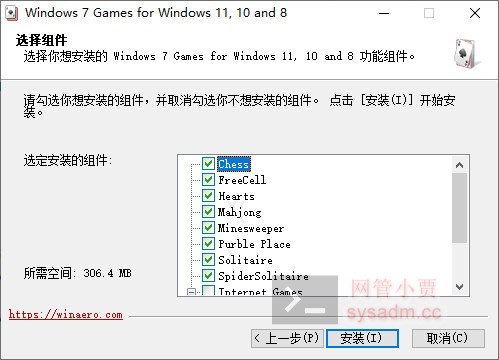 Windows 7 Games for Windows 11, 10 and 8
选择组件
选择你想安装的 Windows 7 Games for Windows 11, 10 and 8 功能组件。
请勾选你想安装的组件，并取消勾选你不想安装的组件。 点击 [安装(I)] 开始安
装。
选定安装的组件:
Chess
FreeCell
Hearts
Mahjong
Minesweeper
Purble Place
Solitaire
SpiderSolitaire
Internet Games
所需空间: 306.4 MB
网管小贾
sysadm.cc
https://winaero.com
< 上一步(P)
安装(I)
取消(C)